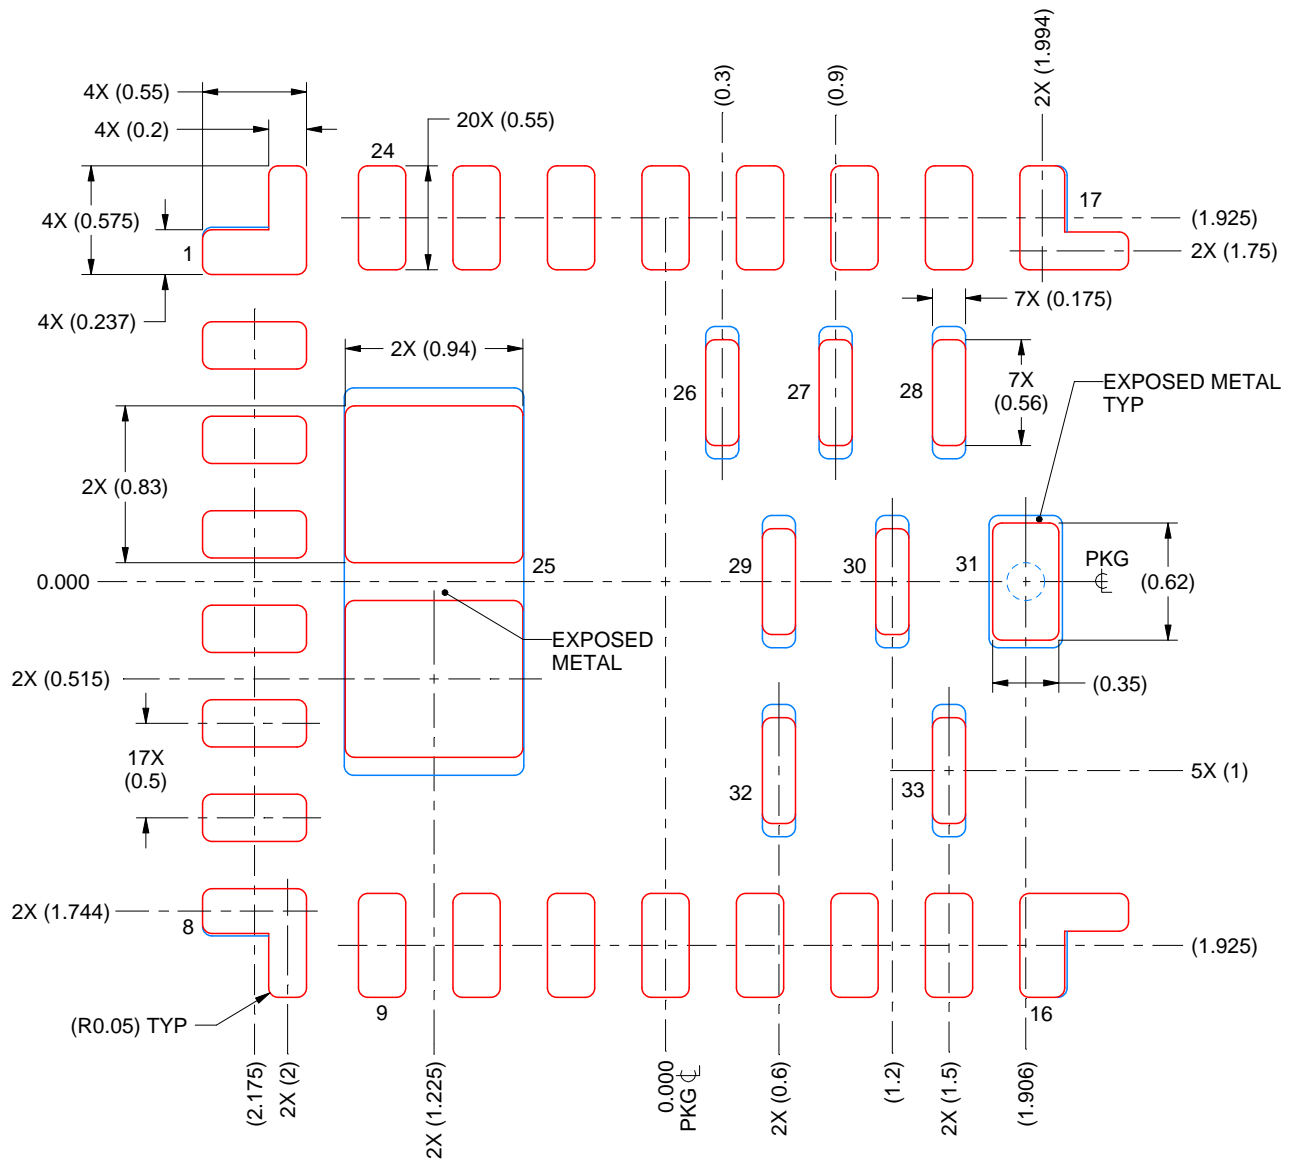 4X (0.55)
4X (0.2)
24
20X (0.55)
(0.3)
(0.9)
2X (1.994)
4X (0.575)
1
17
(1.925)
2X (1.75)
4X (0.237)
7X (0.175)
2X (0.94)
26
27
28
7X
(0.56)
EXPOSED METAL
TYP
2X (0.83)
0.000
25
29
30
31
PKG
(0.62)
EXPOSED
METAL
2X (0.515)
(0.35)
17X
(0.5)
32
33
5X (1)
2X (1.744)
8
(1.925)
(R0.05) TYP
9
16
(2.175)
2X (2)
2X (1.225)
0.000
PKG
2X (0.6)
(1.2)
2X (1.5)
(1.906)